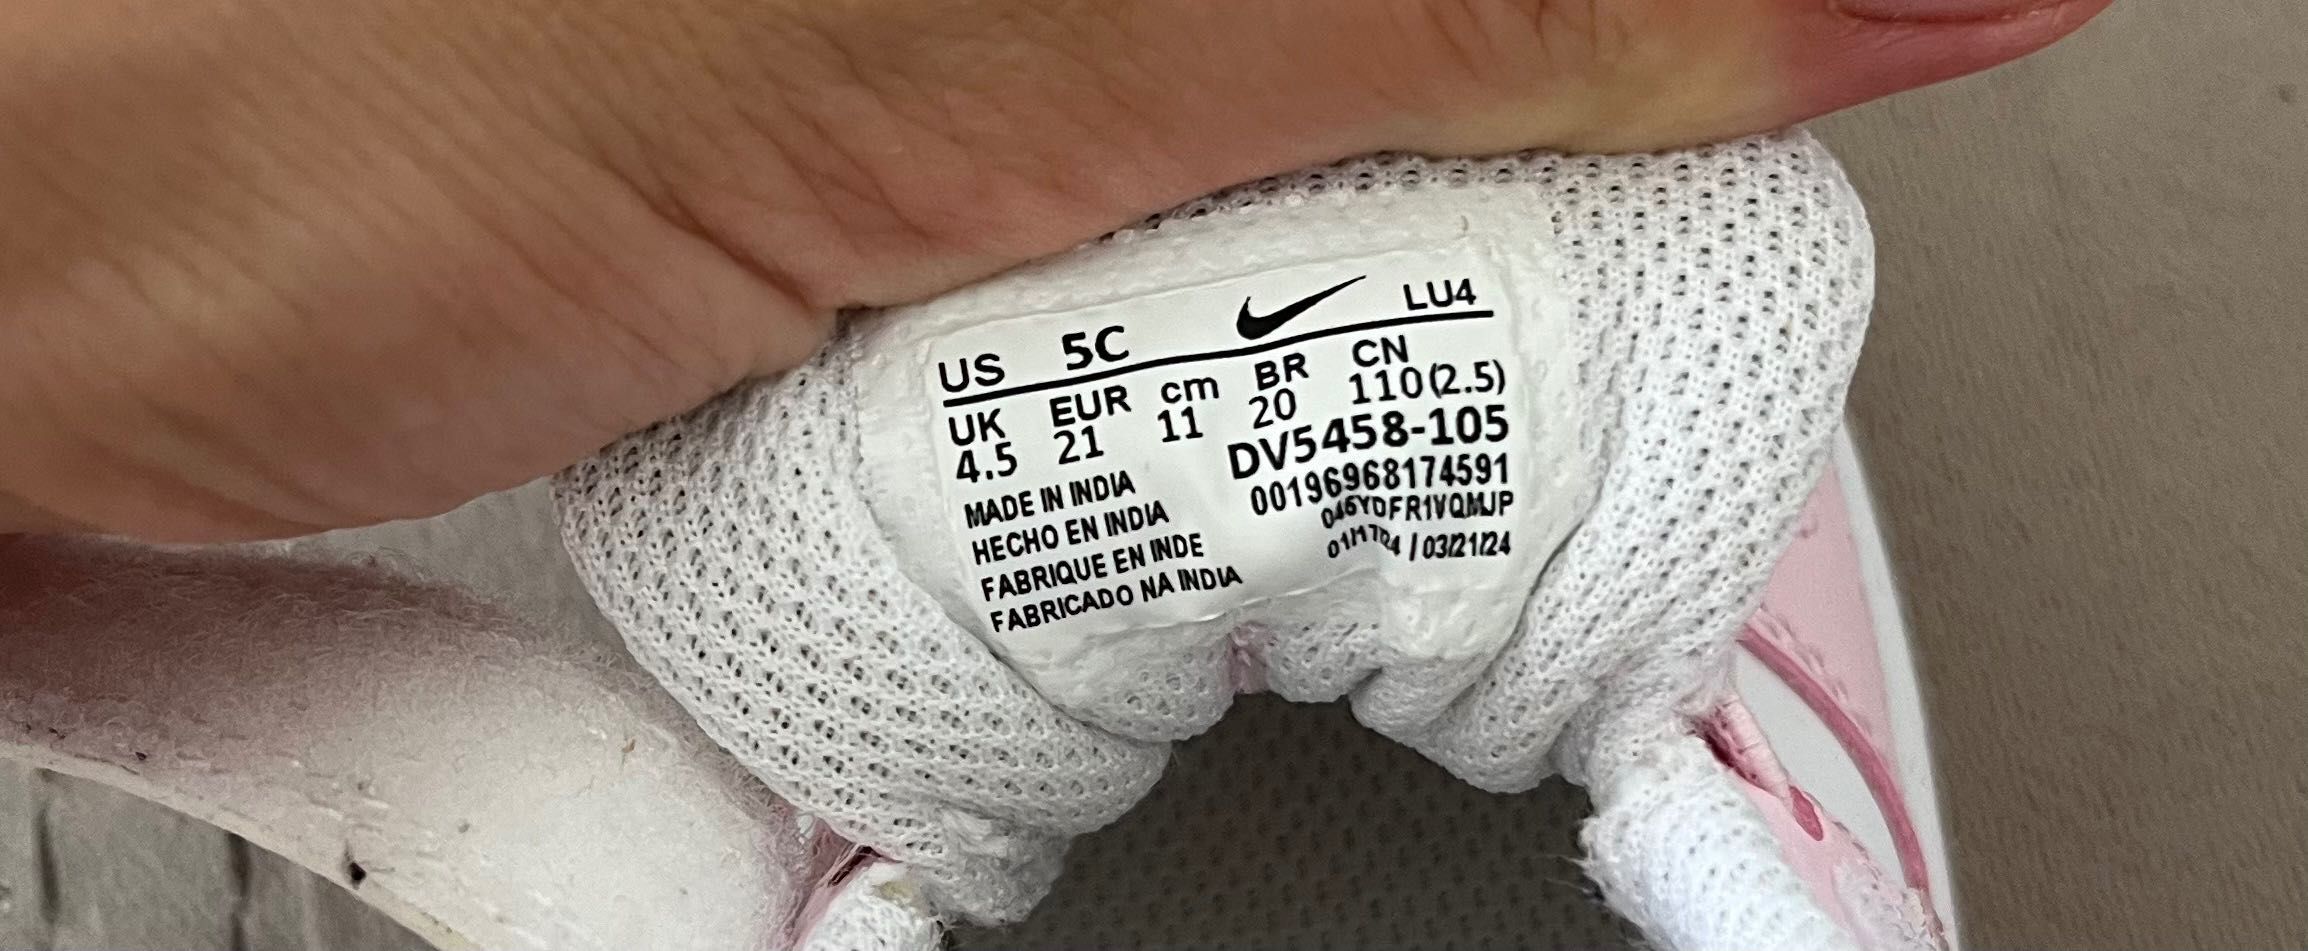 US 5C LU4
UK EUR cm BR CN
4.5 21 11 20 110(2.5)
DV5458-105
00196968174591
MADE IN INDIA
HECHO EN INDIA
FABRIQUE EN INDE
FABRICADO NA INDIA
/ 03/21/24